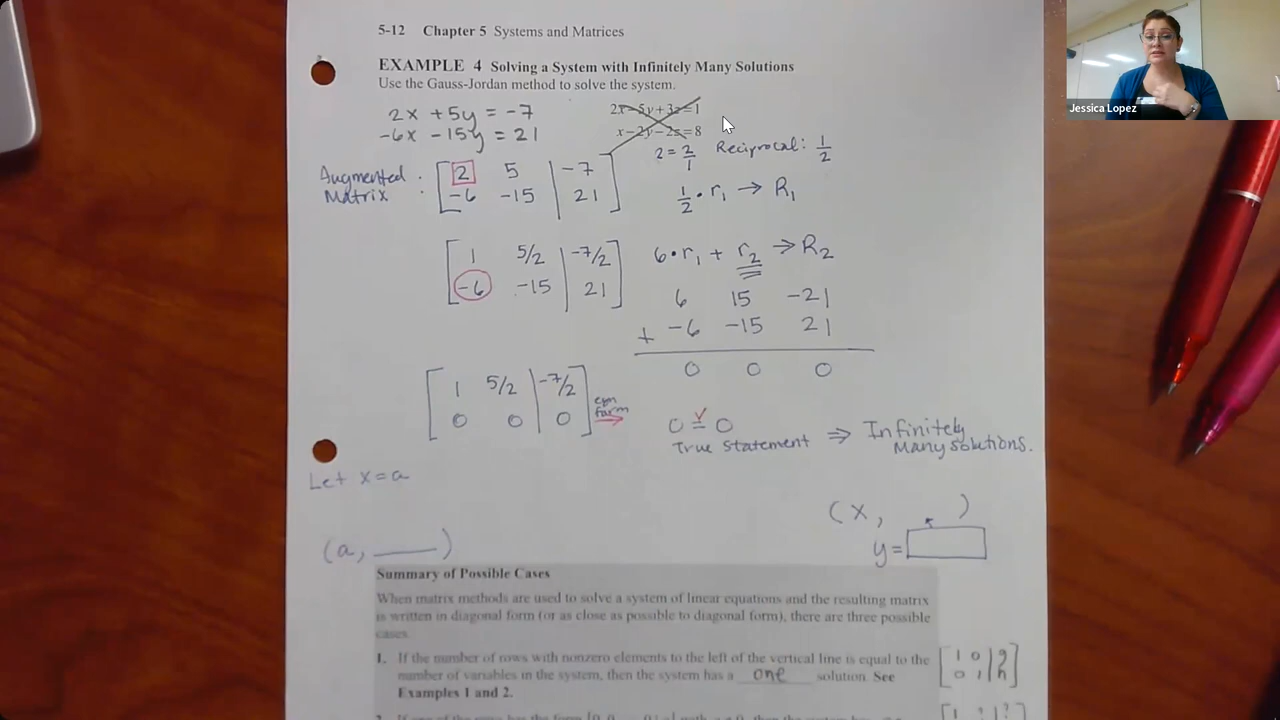 5-12 Chapter 5 Systems and Matrices
EXAMPLE 4 Solving a System with Infinitely Many Solutions
Use the Gauss-Jordan method to solve the system.
2x + 5y = -7
-6x - 15y = 21
2x-5y+3z=1
x-2y-2z=8
2 = 2/1 Reciprocal: 1/2
1/2 • r₁ → R₁
Augmented :
Matrix :
[ 2 5 | -7 ]
[ -6 -15 | 21 ]
[ 1 5/2 | -7/2 ]
[ -6 -15 | 21 ]
6•r₁ + r₂ → R₂
6 15 -21
+ -6 -15 21
0 0 0
[ 1 5/2 | -7/2 ]
[ 0 0 | 0 ]
eqn
form
0 = 0
True Statement ⇒ Infinitely
Many Solutions.
Let x = a
(x, )
y =
(a, ____)
Summary of Possible Cases
When matrix methods are used to solve a system of linear equations and the resulting matrix
is written in diagonal form (or as close as possible to diagonal form), there are three possible
cases.
1. If the number of rows with nonzero elements to the left of the vertical line is equal to the
number of variables in the system, then the system has a one solution. See
Examples 1 and 2.
Jessica Lopez